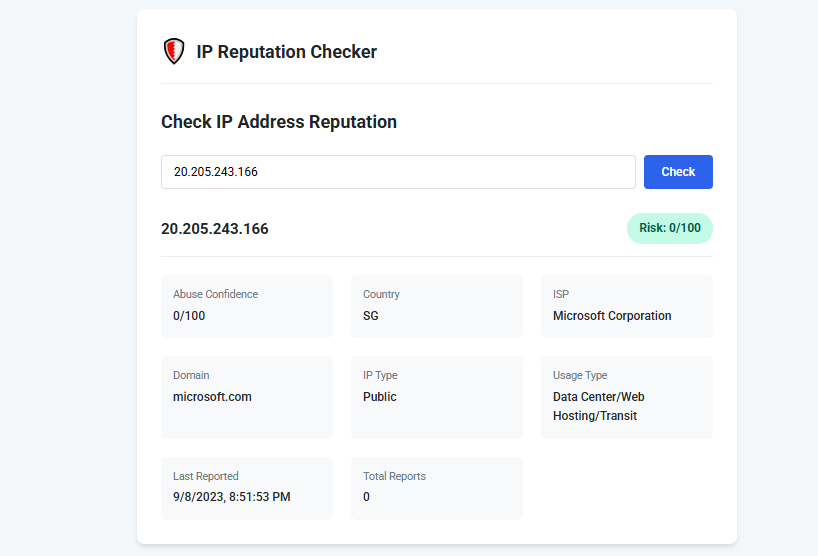 IP Reputation Checker
Check IP Address Reputation
20.205.243.166
Check
20.205.243.166
Risk: 0/100
Abuse Confidence
0/100
Country
SG
ISP
Microsoft Corporation
Domain
microsoft.com
IP Type
Public
Usage Type
Data Center/Web
Hosting/Transit
Last Reported
9/8/2023, 8:51:53 PM
Total Reports
0